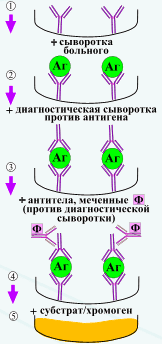 ①
+ сыворотка
больного
②
Аг Аг
+ диагностическая сыворотка
против антигена
③
Аг Аг
+ антитела, меченные Ф
(против диагностической
сыворотки)
Ф Ф
④
Аг Аг
+ субстрат/хромоген
⑤